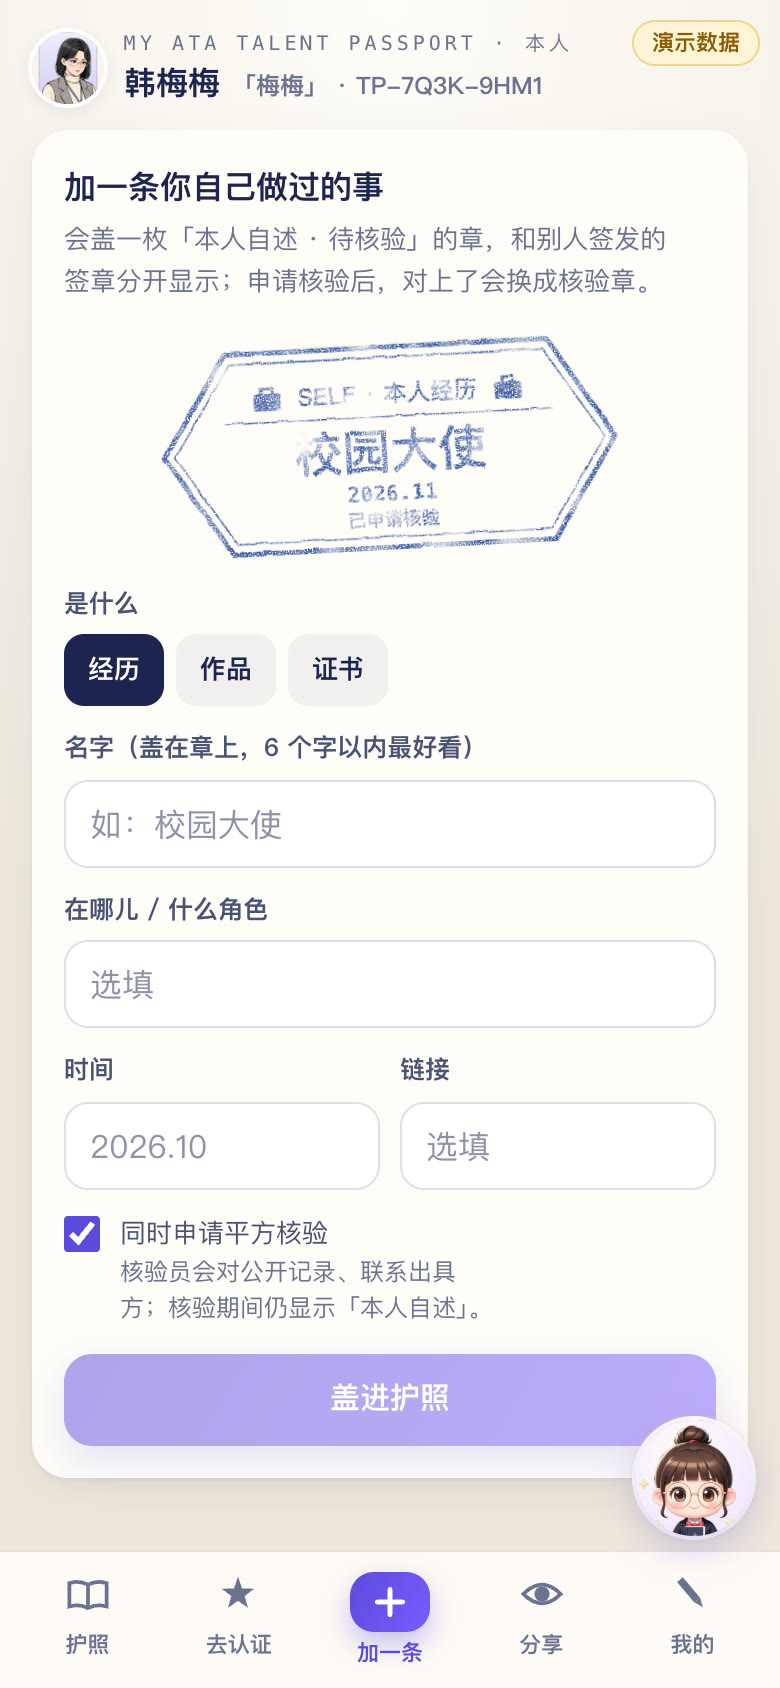 MY ATA TALENT PASSPORT · 本人
演示数据
韩梅梅 「梅梅」 · TP–7Q3K–9HM1
加一条你自己做过的事
会盖一枚「本人自述 · 待核验」的章，和别人签发的
签章分开显示；申请核验后，对上了会换成核验章。
SELF · 本人经历
校园大使
2026.11
已申请核验
是什么
经历 作品 证书
名字（盖在章上，6 个字以内最好看）
如：校园大使
在哪儿 / 什么角色
选填
时间 链接
2026.10 选填
同时申请平方核验
核验员会对公开记录、联系出具
方；核验期间仍显示「本人自述」。
盖进护照
护照 去认证 加一条 分享 我的